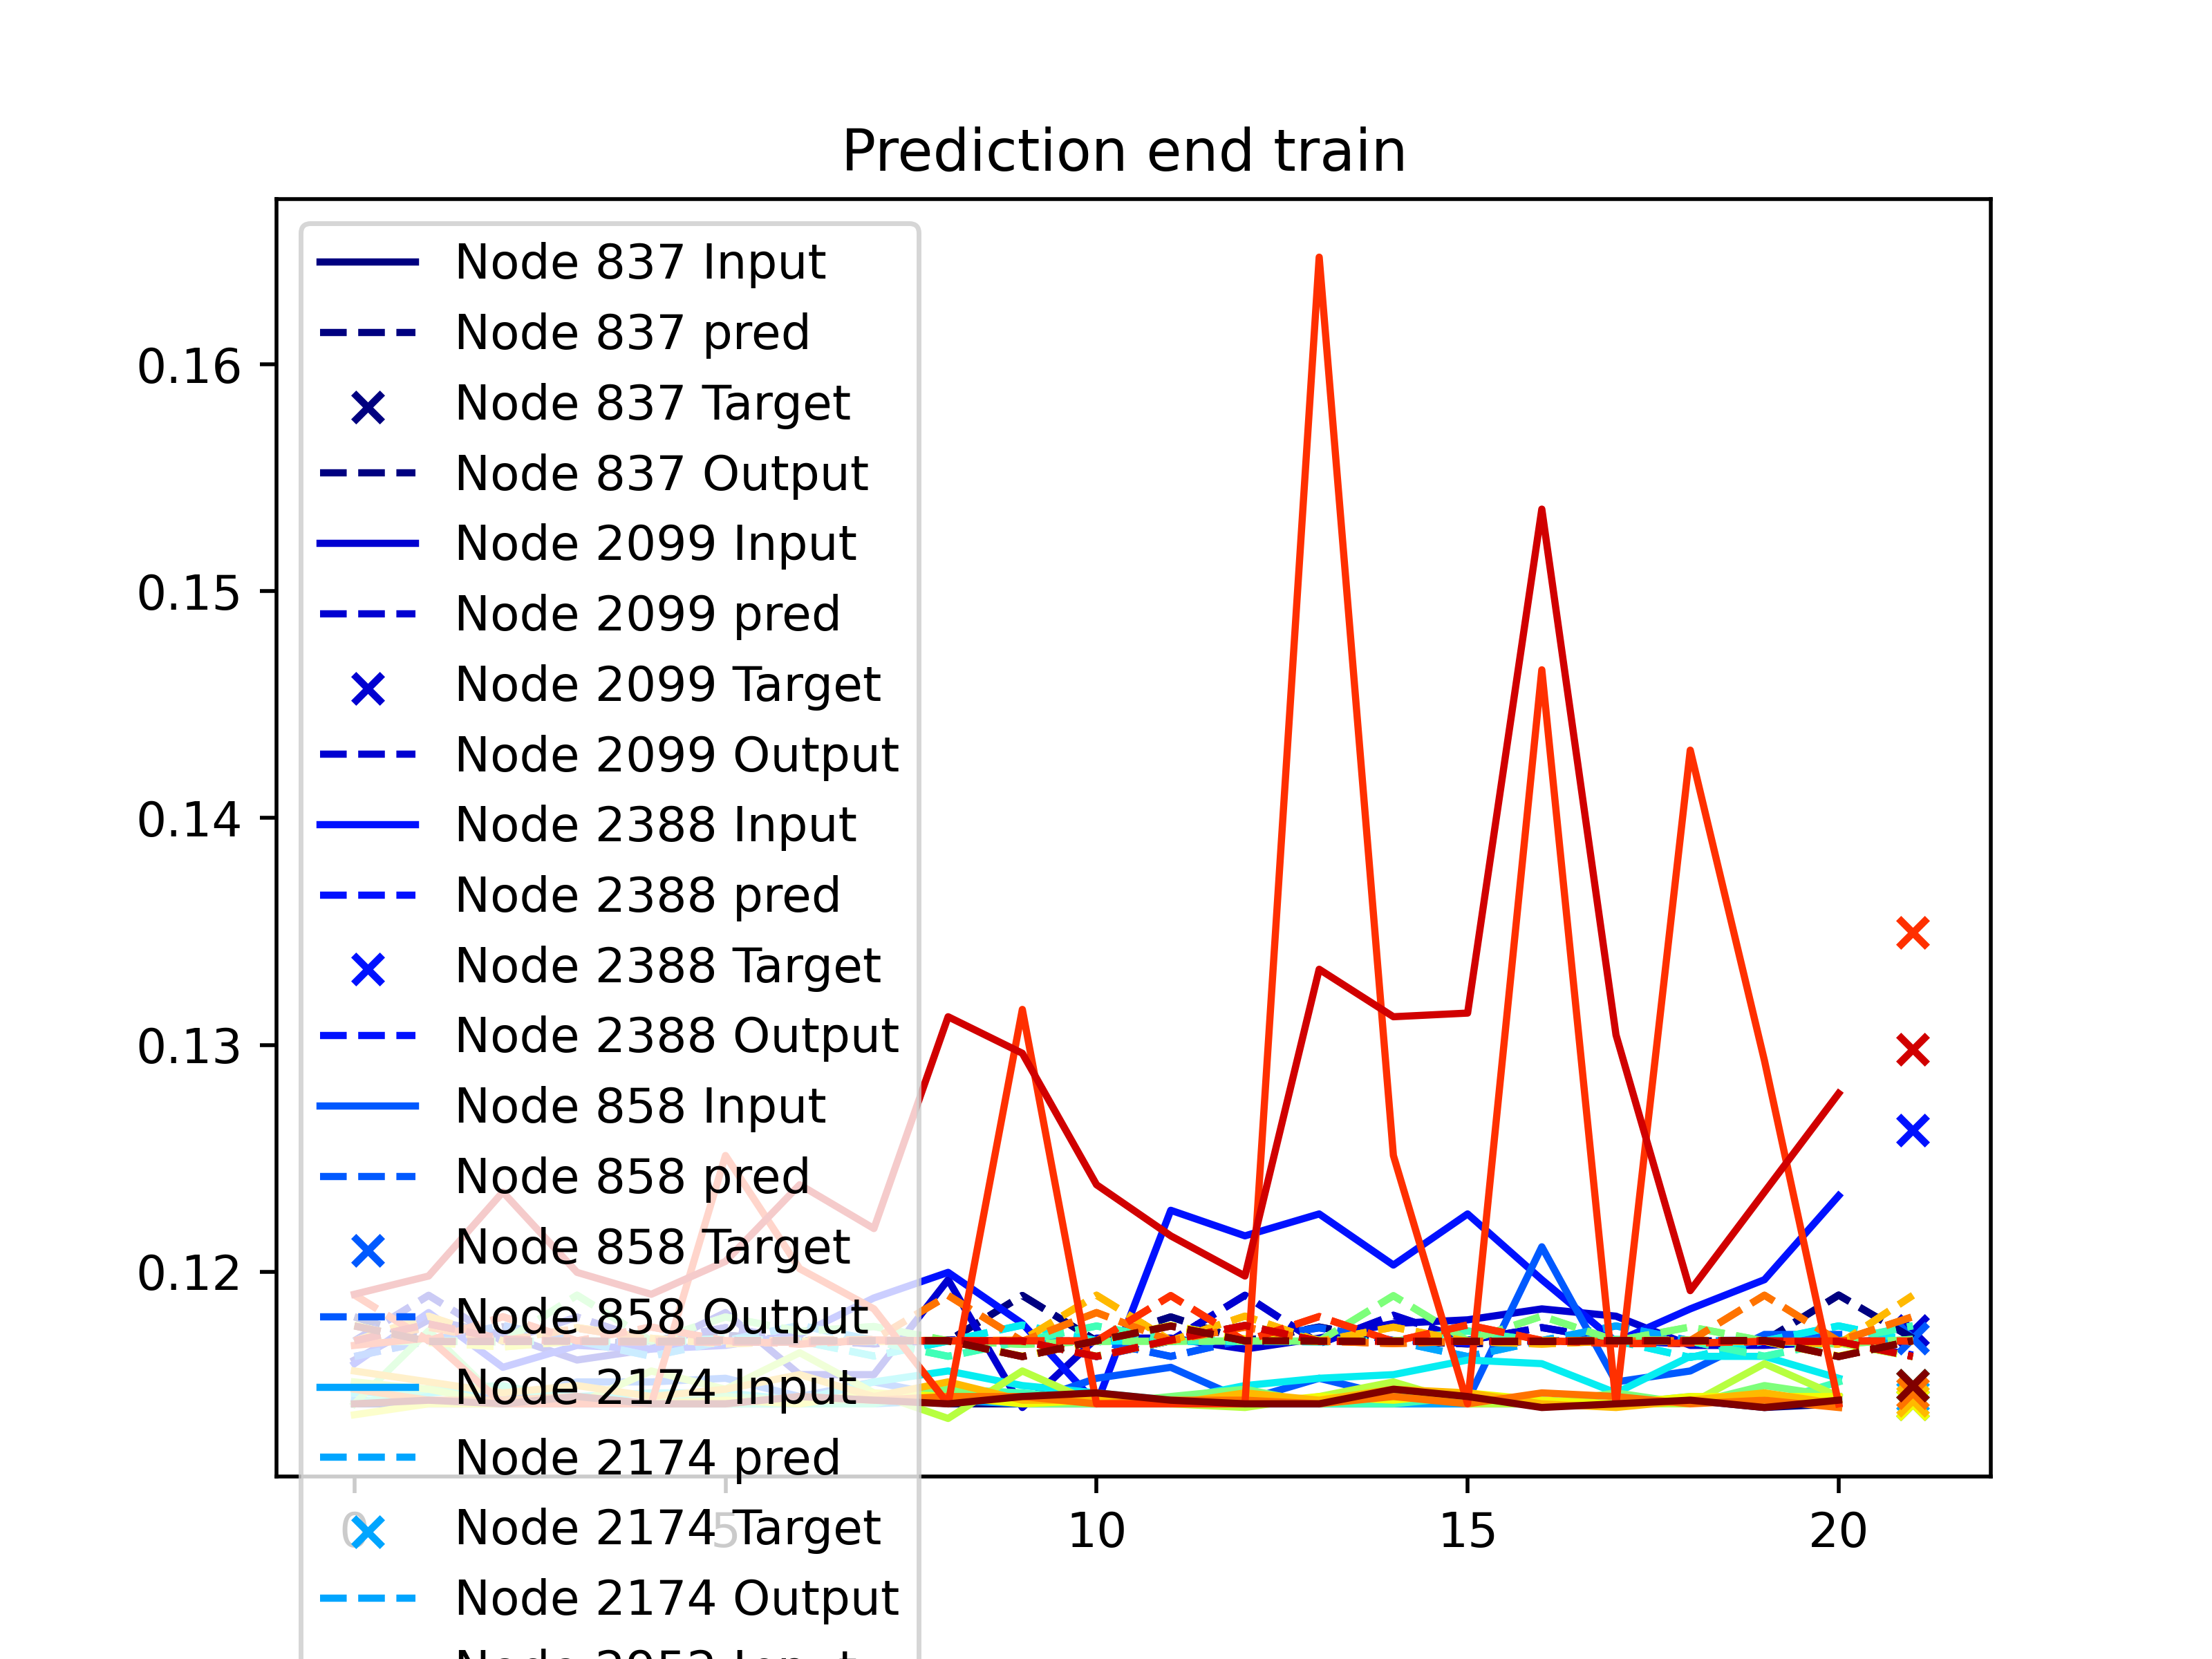 Prediction end train
0.16
0.15
0.14
0.13
0.12
Node 837 Input
Node 837 pred
Node 837 Target
Node 837 Output
Node 2099 Input
Node 2099 pred
Node 2099 Target
Node 2099 Output
Node 2388 Input
Node 2388 pred
Node 2388 Target
Node 2388 Output
Node 858 Input
Node 858 pred
Node 858 Target
Node 858 Output
Node 2174 Input
Node 2174 pred
Node 2174 Target
Node 2174 Output
0 5 10 15 20